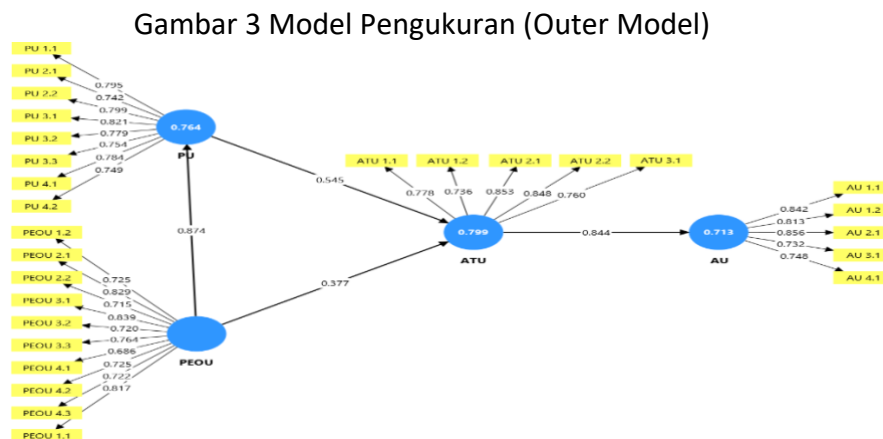 Gambar 3 Model Pengukuran (Outer Model)
PU 1.1
PU 2.1
PU 2.2
PU 3.1
PU 3.2
PU 3.3
PU 4.1
PU 4.2
0.795
0.742
0.799
0.821
0.779
0.754
0.784
0.749
0.764
PU
0.874
0.545
0.377
PEOU 1.2
PEOU 2.1
PEOU 2.2
PEOU 3.1
PEOU 3.2
PEOU 3.3
PEOU 4.1
PEOU 4.2
PEOU 4.3
PEOU 1.1
0.725
0.829
0.715
0.839
0.720
0.764
0.686
0.725
0.722
0.817
PEOU
ATU 1.1
ATU 1.2
ATU 2.1
ATU 2.2
ATU 3.1
0.778
0.736
0.853
0.848
0.760
0.799
ATU
0.844
0.713
AU
0.842
0.813
0.856
0.732
0.748
AU 1.1
AU 1.2
AU 2.1
AU 3.1
AU 4.1